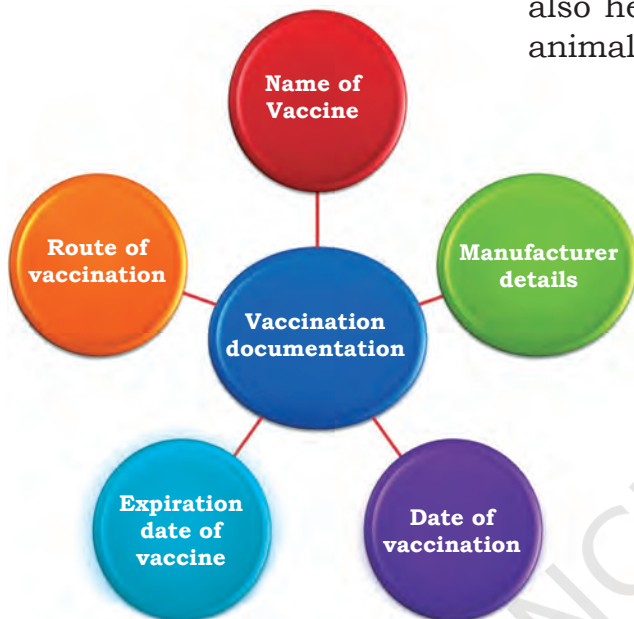 also he
animal
Name of
Vaccine
Route of
vaccination
Manufacturer
details
Vaccination
documentation
Expiration
date of
vaccine
Date of
vaccination
NC